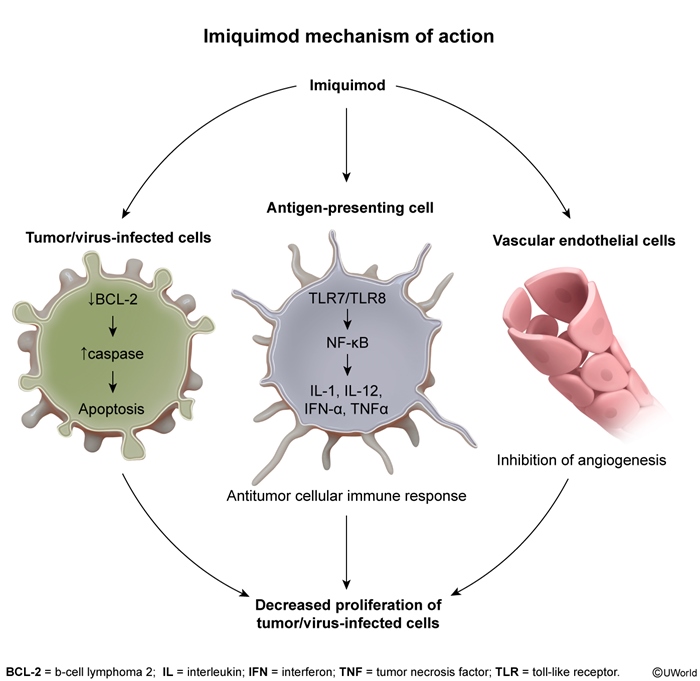 Imiquimod mechanism of action
Imiquimod
Tumor/virus-infected cells
↓BCL-2
↑caspase
Apoptosis
Antigen-presenting cell
TLR7/TLR8
NF-κB
IL-1, IL-12,
IFN-α, TNFα
Antitumor cellular immune response
Vascular endothelial cells
Inhibition of angiogenesis
Decreased proliferation of
tumor/virus-infected cells
BCL-2 = b-cell lymphoma 2; IL = interleukin; IFN = interferon; TNF = tumor necrosis factor; TLR = toll-like receptor.
©UWorld